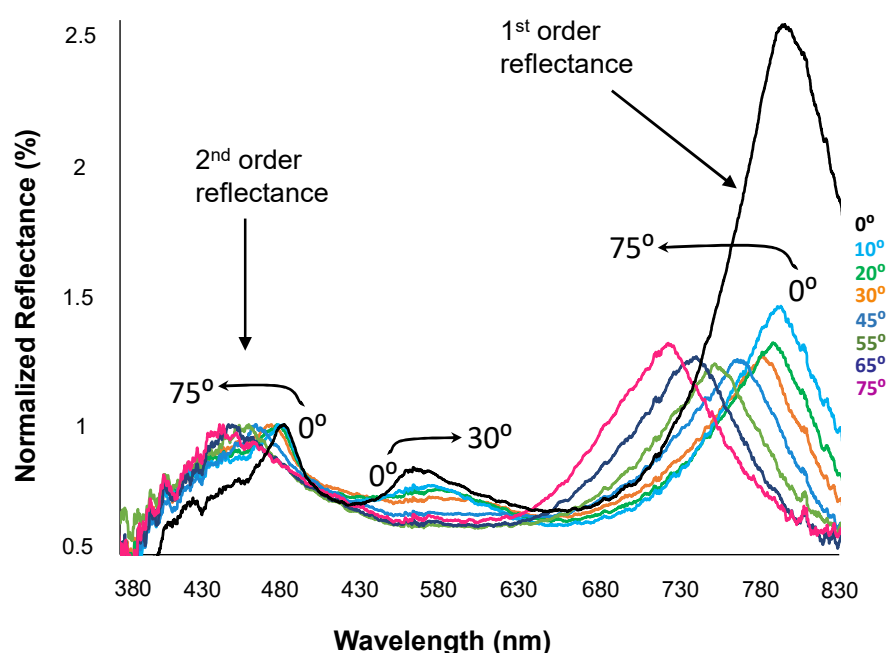 2.5
2
1.5
1
0.5
Normalized Reflectance (%)
1st order
reflectance
2nd order
reflectance
75º
0º
75º
0º
0º
30º
0º
10º
20º
30º
45º
55º
65º
75º
380 430 480 430 580 630 680 730 780 830
Wavelength (nm)